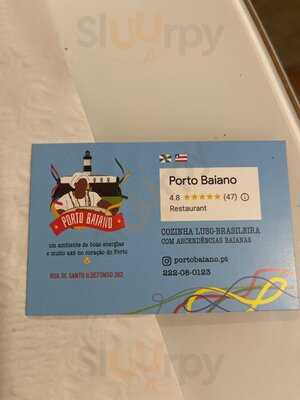 Sluurpy
PORTO BAIANO
um ambiente de boas energias
e muito axé no coração do Porto
RUA DE SANTO ILDEFONSO 262
Porto Baiano
4.8 ★★★★★ (47)
Restaurant
COZINHA LUSO-BRASILEIRA
COM ASCENDÊNCIAS BAIANAS
portobaiano.pt
222-08-0123
Sluurpy